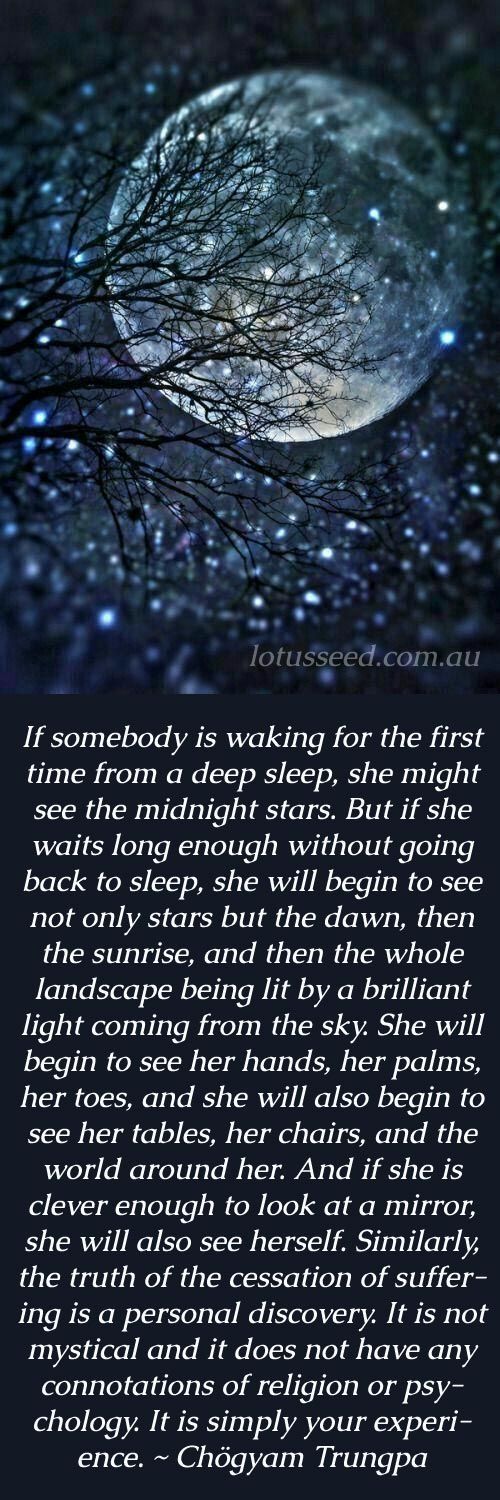 lotusseed.com.au
If somebody is waking for the first
time from a deep sleep, she might
see the midnight stars. But if she
waits long enough without going
back to sleep, she will begin to see
not only stars but the dawn, then
the sunrise, and then the whole
landscape being lit by a brilliant
light coming from the sky. She will
begin to see her hands, her palms,
her toes, and she will also begin to
see her tables, her chairs, and the
world around her. And if she is
clever enough to look at a mirror,
she will also see herself. Similarly,
the truth of the cessation of suffer-
ing is a personal discovery. It is not
mystical and it does not have any
connotations of religion or psy-
chology. It is simply your experi-
ence. ~ Chögyam Trungpa